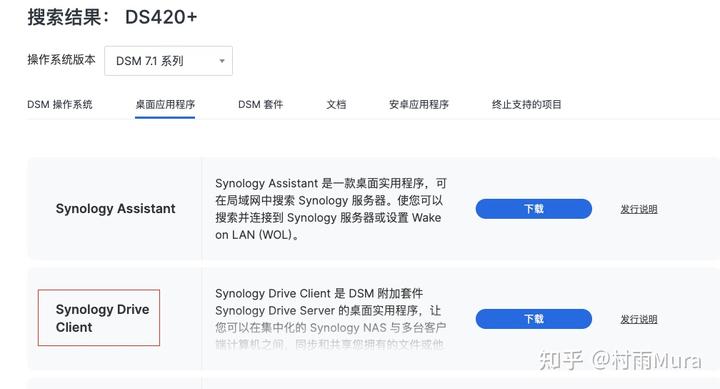 搜索结果： DS420+
操作系统版本 DSM 7.1 系列
DSM 操作系统 桌面应用程序 DSM 套件 文档 安卓应用程序 终止支持的项目
Synology Assistant
Synology Assistant 是一款桌面实用程序，可
在局域网中搜索 Synology 服务器。使您可以
搜索并连接到 Synology 服务器或设置 Wake
on LAN (WOL)。
下载 发行说明
Synology Drive
Client
Synology Drive Client 是 DSM 附加套件
Synology Drive Server 的桌面实用程序，让
您可以在集中化的 Synology NAS 与多台客户
端计算机之间，同步和共享您拥有的文件或他
下载 发行说明
知乎 @村雨Mura